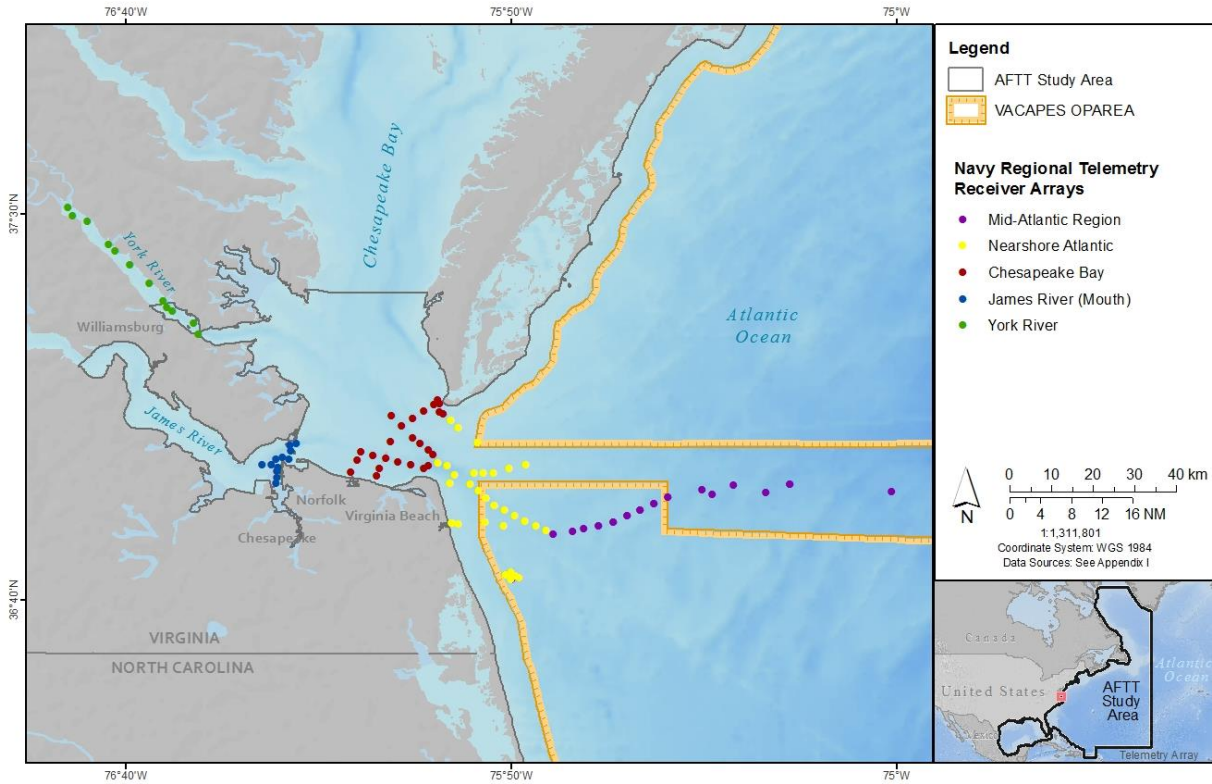 76°40'W
75°50'W
75°W
37°30'N
36°40'N
Chesapeake Bay
York River
Williamsburg
James River
Atlantic
Ocean
Norfolk
Virginia Beach
Chesapeake
VIRGINIA
NORTH CAROLINA
76°40'W
75°50'W
75°W
Legend
AFTT Study Area
VACAPES OPAREA
Navy Regional Telemetry
Receiver Arrays
Mid-Atlantic Region
Nearshore Atlantic
Chesapeake Bay
James River (Mouth)
York River
N
0 10 20 30 40 km
0 4 8 12 16 NM
1:1,311,801
Coordinate System: WGS 1984
Data Sources: See Appendix I
Canada
United States
Mexico
Atlantic
Ocean
AFTT
Study
Area
Telemetry Array